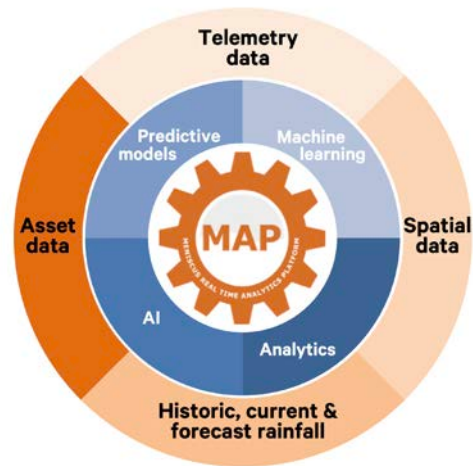 Telemetry
data
Predictive
models
Machine
learning
Asset
data
MAP
MENISCUS REAL TIME ANALYTICS PLATFORM
Spatial
data
AI
Analytics
Historic, current &
forecast rainfall